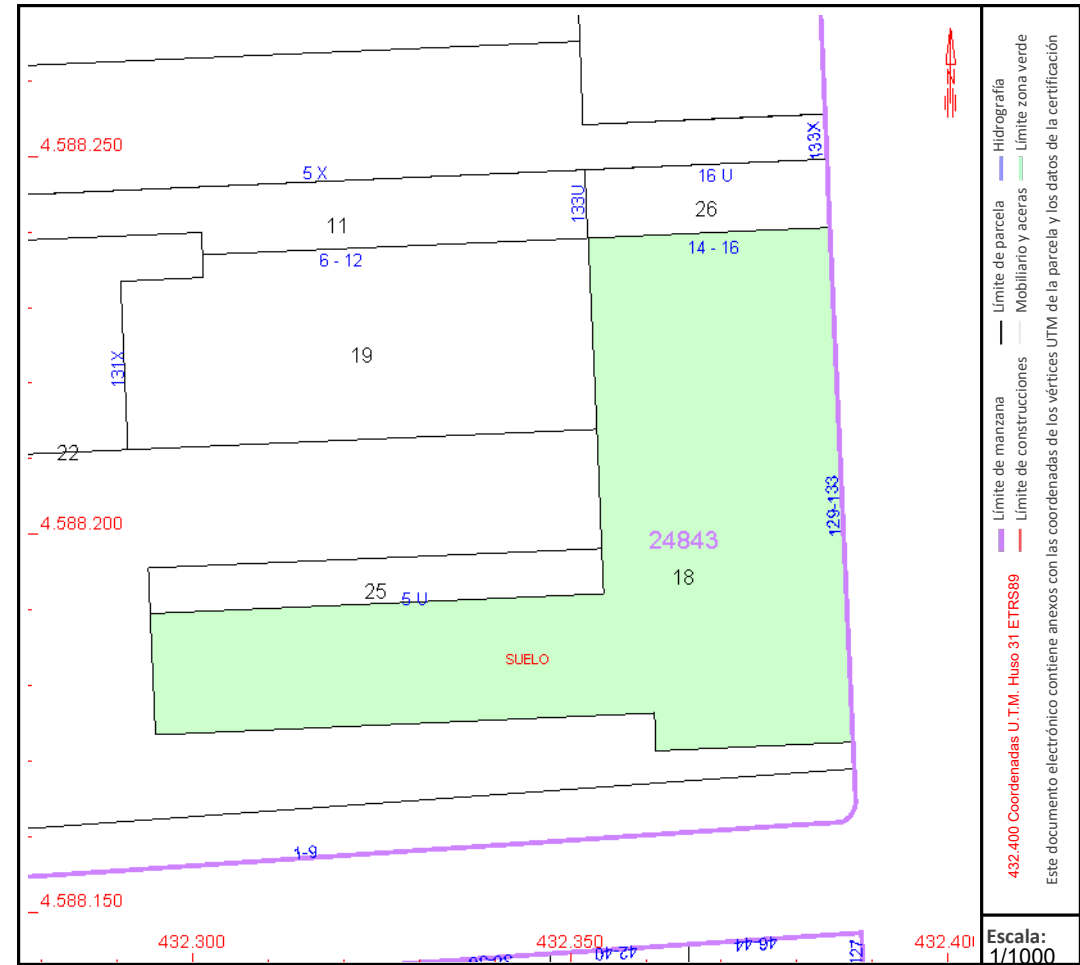 4.588.250
5 X
133X
16 U
133U
11
26
6 - 12
14 - 16
131X
19
22
129-133
4.588.200
24843
18
25
5 U
SUELO
1-9
4.588.150
432.300
432.350
432.40
42-40
44-46
127
Límite de manzana
Límite de parcela
Hidrografía
Límite de construcciones
Mobiliario y aceras
Límite zona verde
432.400 Coordenadas U.T.M. Huso 31 ETRS89
Este documento electrónico contiene anexos con las coordenadas de los vértices UTM de la parcela y los datos de la certificación
Escala:
1/1000